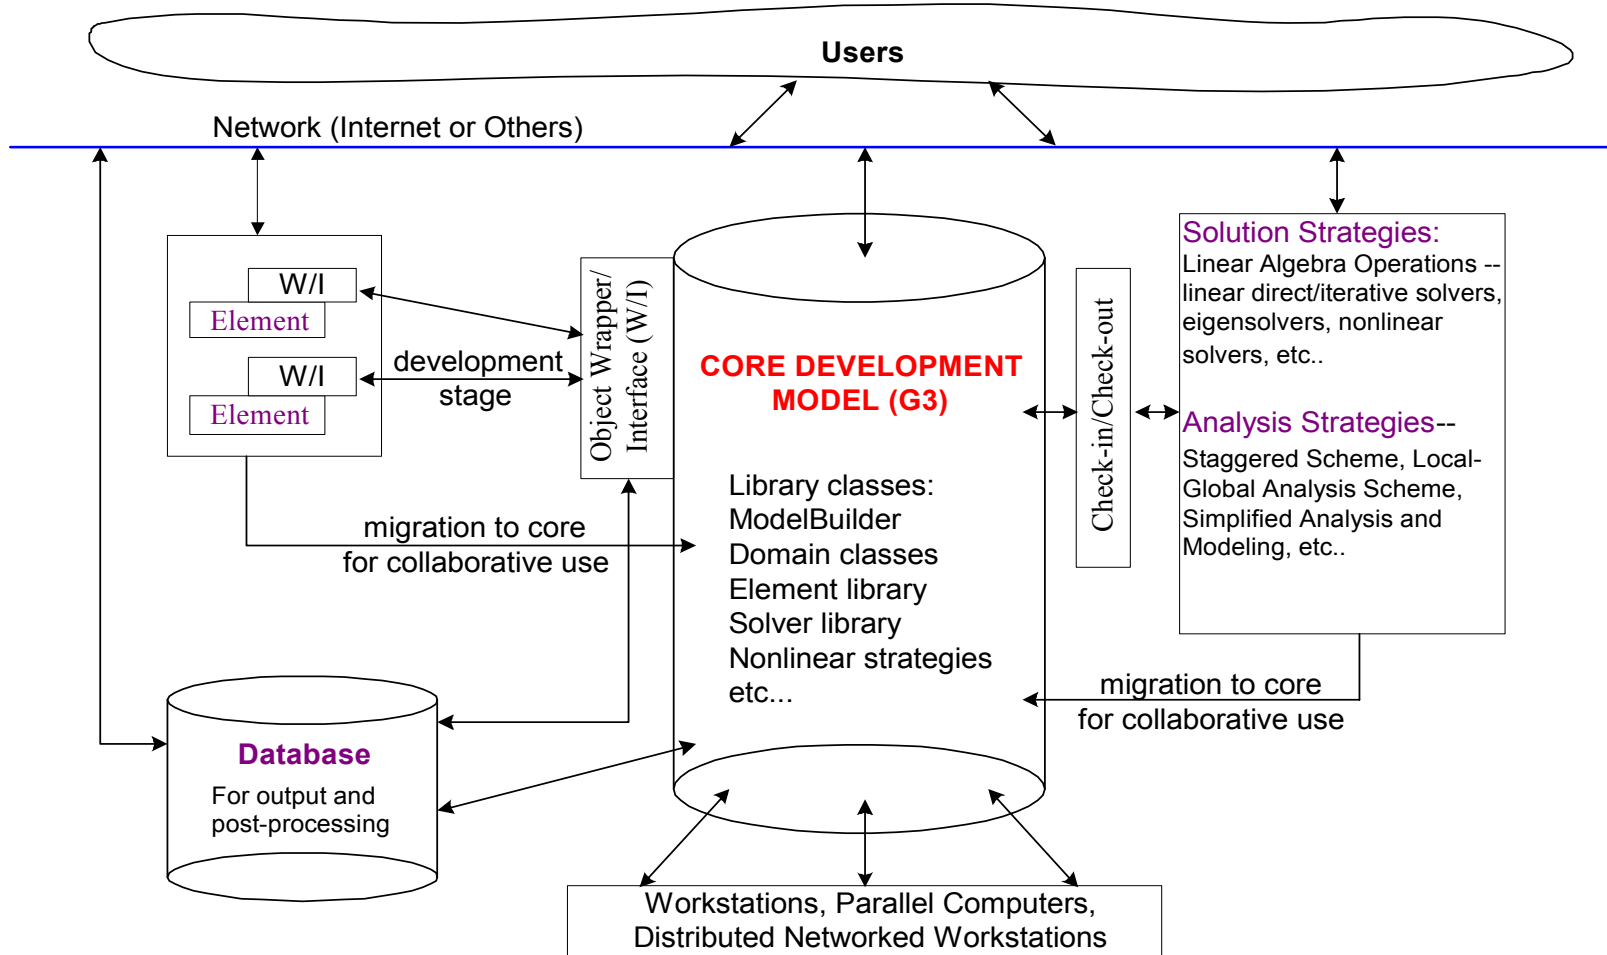 Users
Network (Internet or Others)
W/I
Element
W/I
Element
development
stage
Object Wrapper/
Interface (W/I)
migration to core
for collaborative use
Database
For output and
post-processing
CORE DEVELOPMENT
MODEL (G3)
Library classes:
ModelBuilder
Domain classes
Element library
Solver library
Nonlinear strategies
etc...
Check-in/Check-out
Solution Strategies:
Linear Algebra Operations --
linear direct/iterative solvers,
eigensolvers, nonlinear
solvers, etc..
Analysis Strategies--
Staggered Scheme, Local-
Global Analysis Scheme,
Simplified Analysis and
Modeling, etc..
migration to core
for collaborative use
Workstations, Parallel Computers,
Distributed Networked Workstations